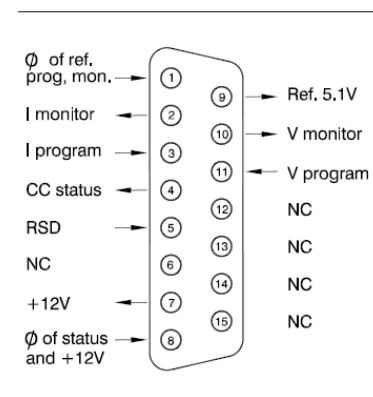 Ø of ref.
prog, mon.
1
I monitor
2
I program
3
CC status
4
RSD
5
NC
6
+12V
7
Ø of status
and +12V
8
9
Ref. 5.1V
10
V monitor
11
V program
12
NC
13
NC
14
NC
15
NC